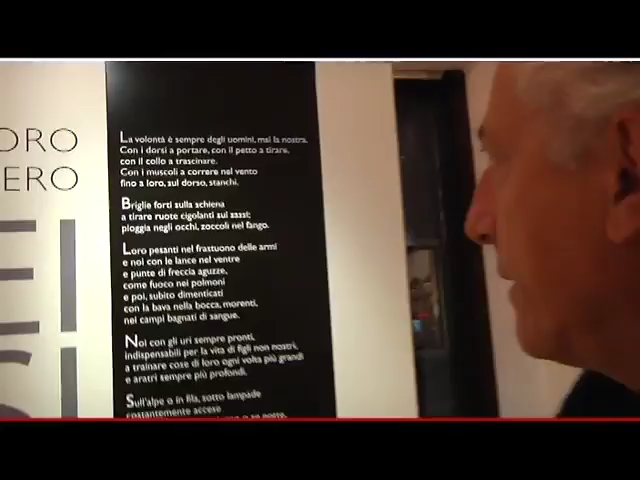 ORO
ERO
La volontà è sempre degli uomini, mai la nostra.
Con i dorsi a portare, con il petto a tirare,
con il collo a trascinare.
Con i muscoli a correre nel vento
fino a loro, sul dorso, stanchi.
Briglie forti sulla schiena
a tirare ruote cigolanti sui sassi;
pioggia negli occhi, zoccoli nel fango.
Loro pesanti nel frastuono delle armi
e noi con le lance nel ventre
e punte di freccia aguzze,
come fuoco nei polmoni
e poi, subito dimenticati
con la bava nella bocca, morenti,
nei campi bagnati di sangue.
Noi con gli uri sempre pronti,
indispensabili per la vita di figli non nostri,
a trainare cose di loro ogni volta più grandi
e aratri sempre più profondi.
Sull'alpe o in fila, sotto lampade
costantemente accese